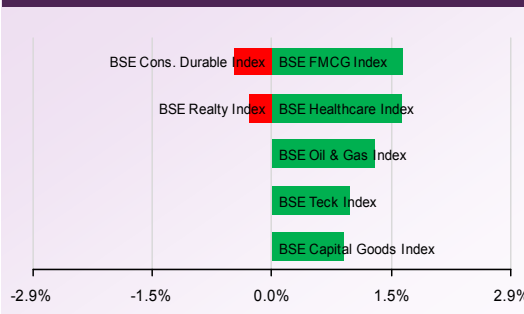 BSE Cons. Durable Index BSE FMCG Index
BSE Realty Index BSE Healthcare Index
BSE Oil & Gas Index
BSE Teck Index
BSE Capital Goods Index
-2.9% -1.5% 0.0% 1.5% 2.9%